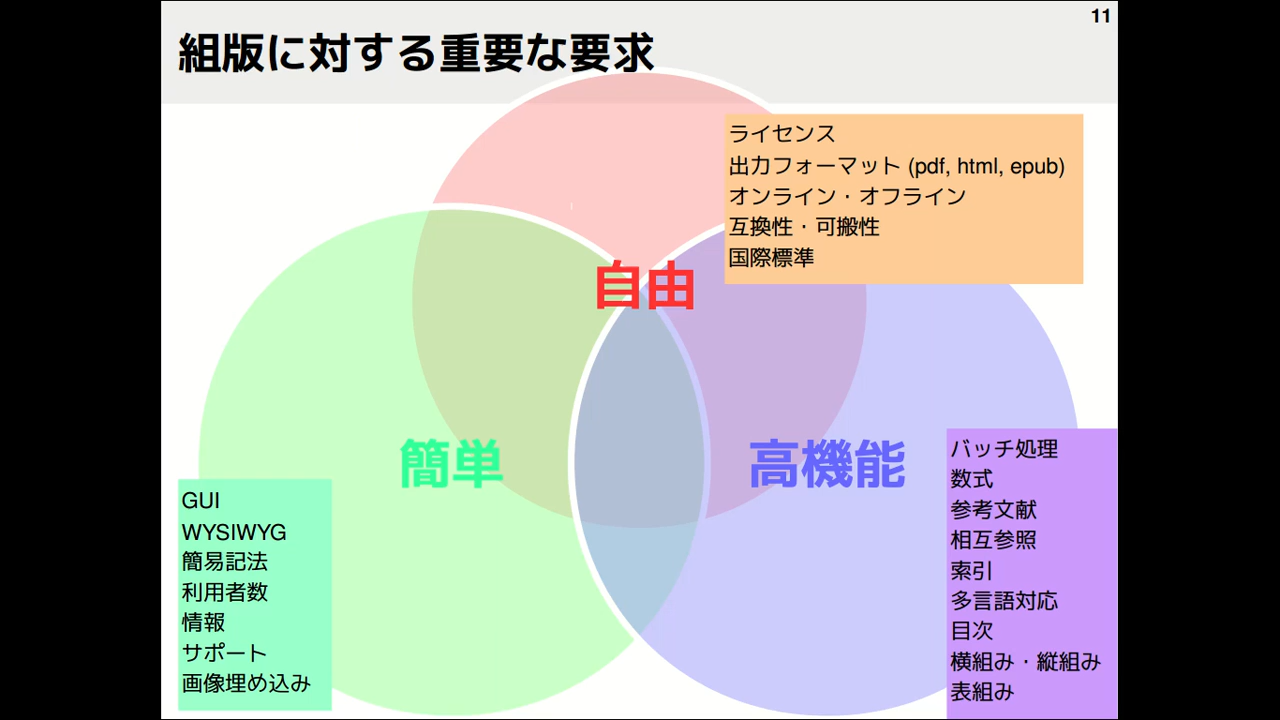 11
組版に対する重要な要求
ライセンス
出力フォーマット (pdf, html, epub)
オンライン・オフライン
互換性・可搬性
国際標準
自由
簡単
高機能
GUI
WYSIWYG
簡易記法
利用者数
情報
サポート
画像埋め込み
バッチ処理
数式
参考文献
相互参照
索引
多言語対応
目次
横組み・縦組み
表組み